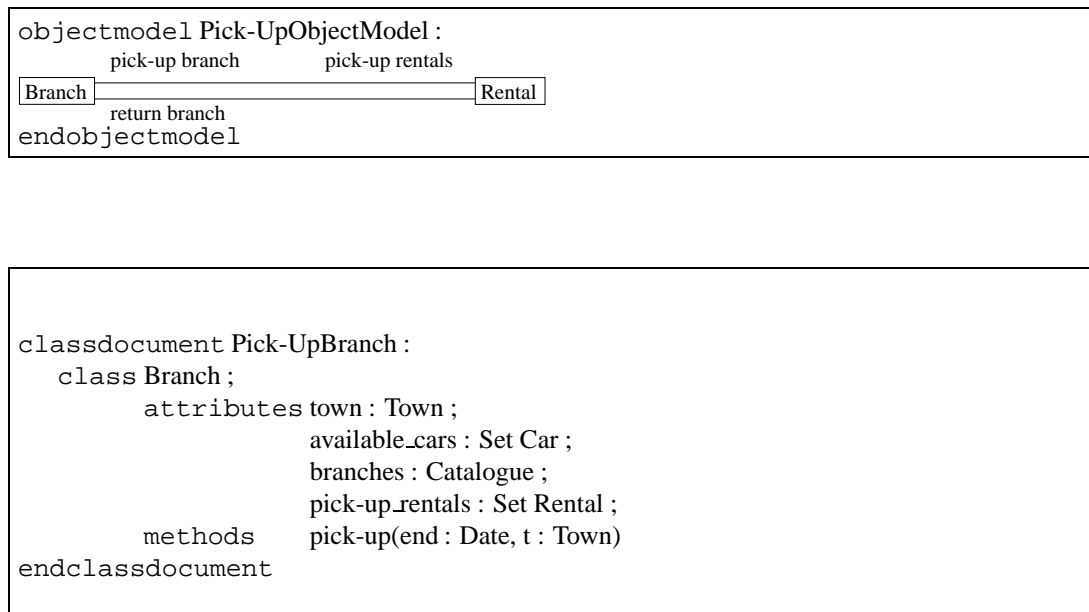 objectmodel Pick-UpObjectModel :
pick-up branch pick-up rentals
Branch Rental
return branch
endobjectmodel
classdocument Pick-UpBranch :
class Branch ;
attributes town : Town ;
available_cars : Set Car ;
branches : Catalogue ;
pick-up_rentals : Set Rental ;
methods pick-up(end : Date, t : Town)
endclassdocument